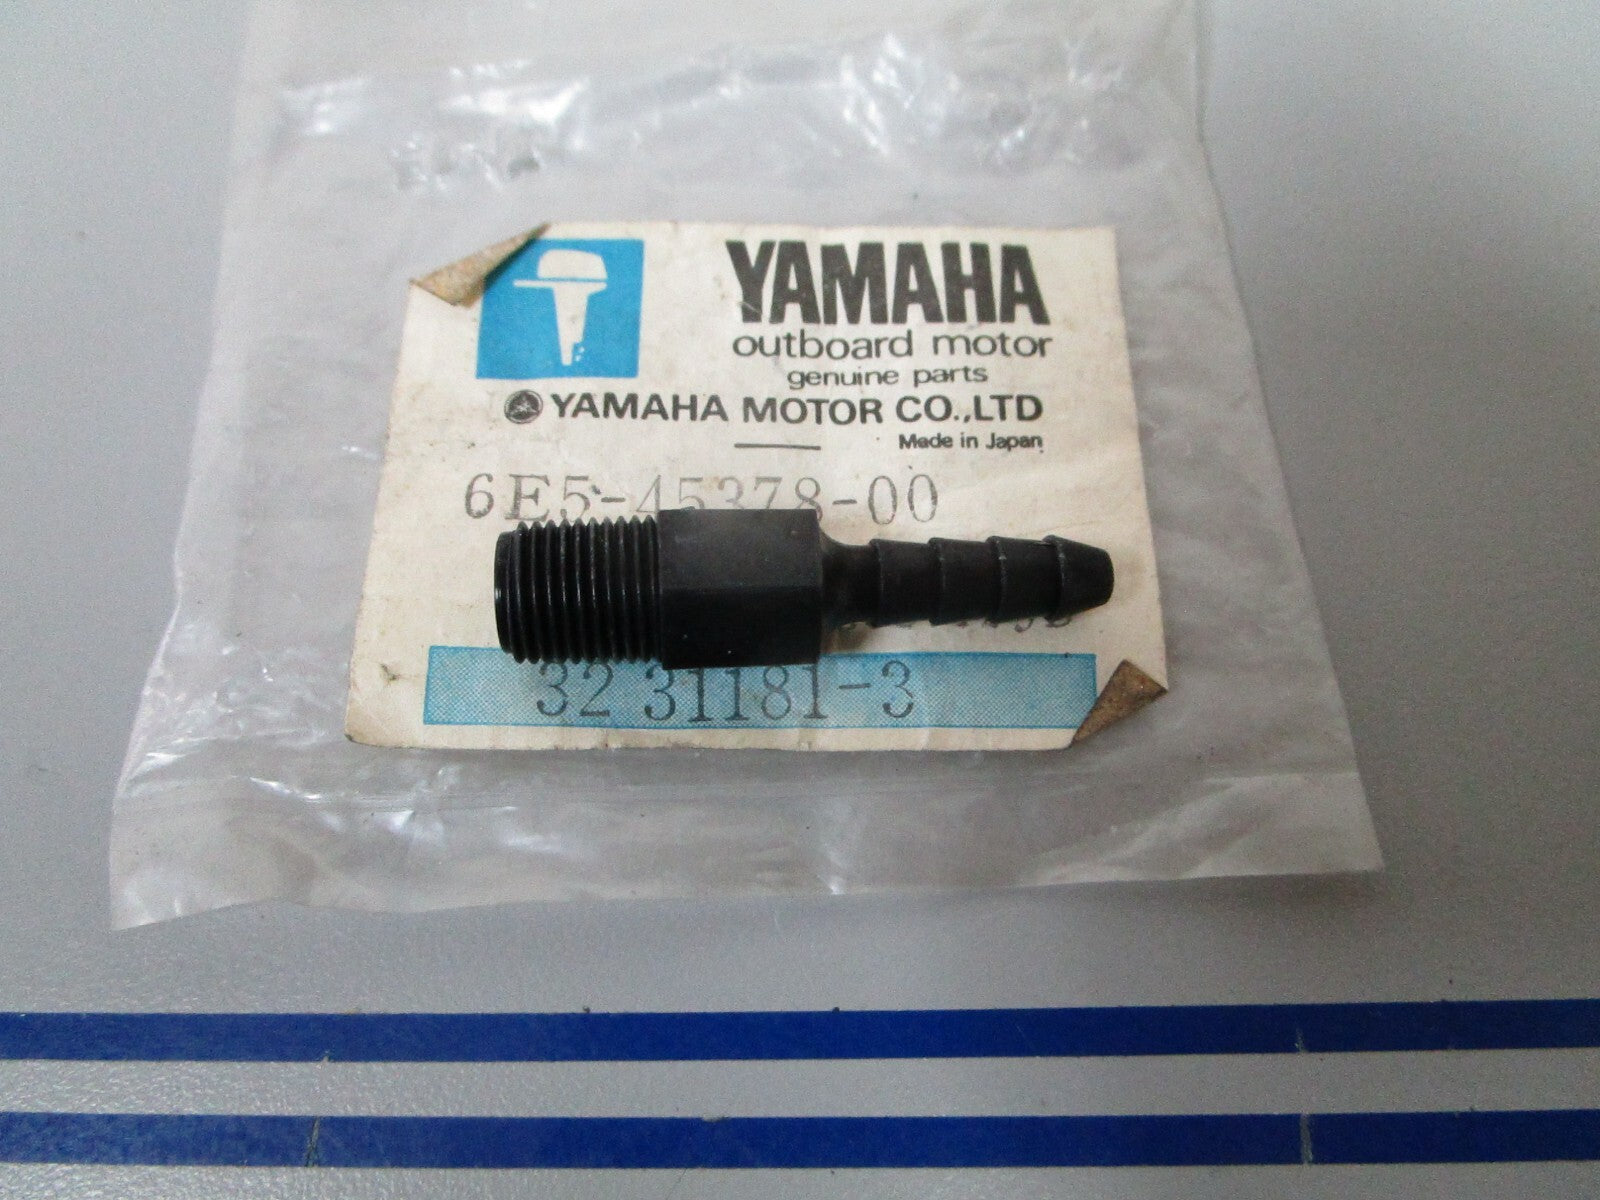 YAMAHA
outboard motor
genuine parts
YAMAHA MOTOR CO.,LTD
Made in Japan
6E5-45378-00
32 31181-3